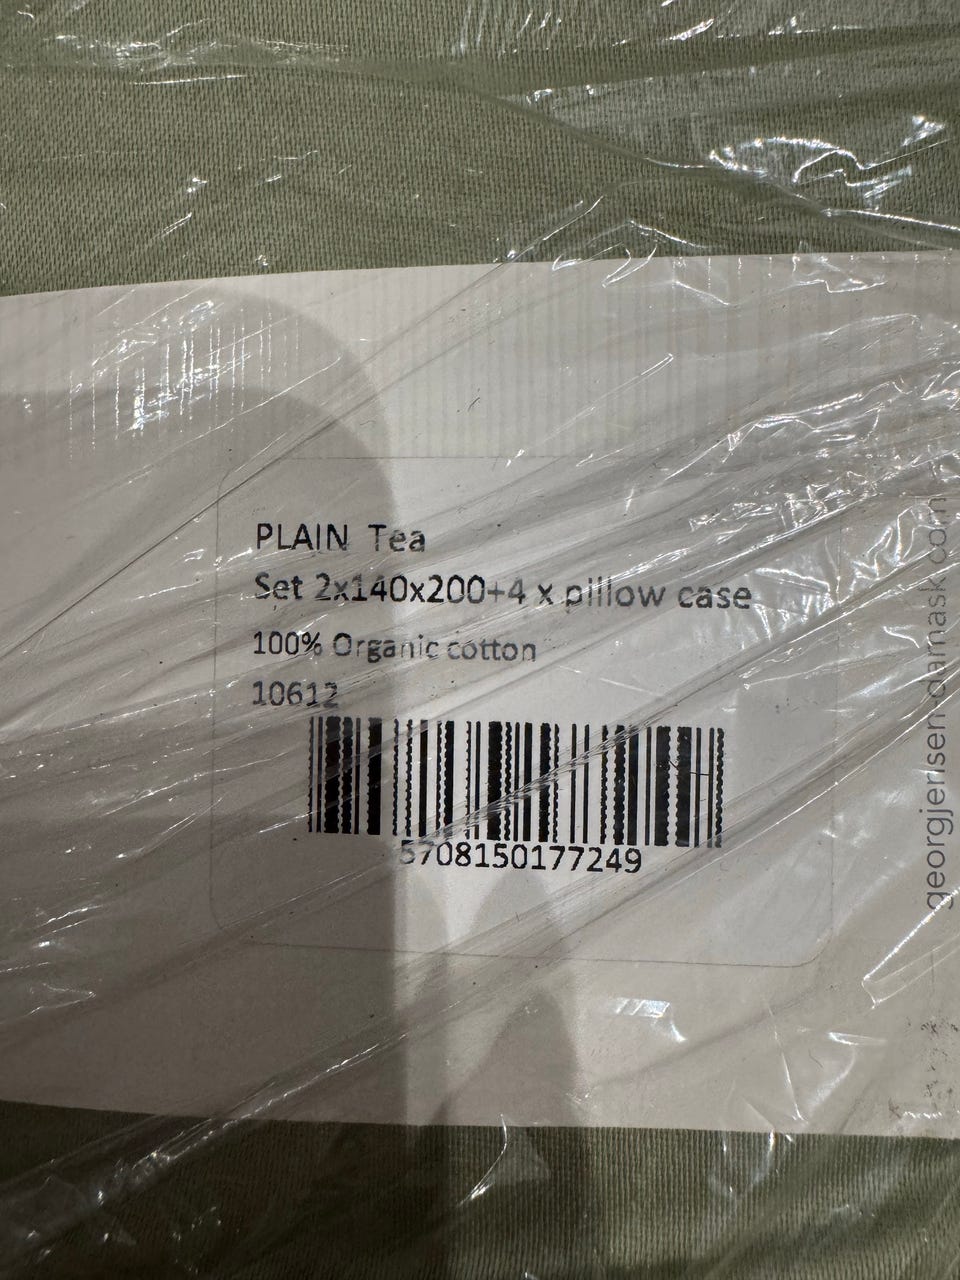 PLAIN Tea
Set 2x140x200+4 x pillow case
100% Organic cotton
10612
5708150177249
georgjensen-damask.com